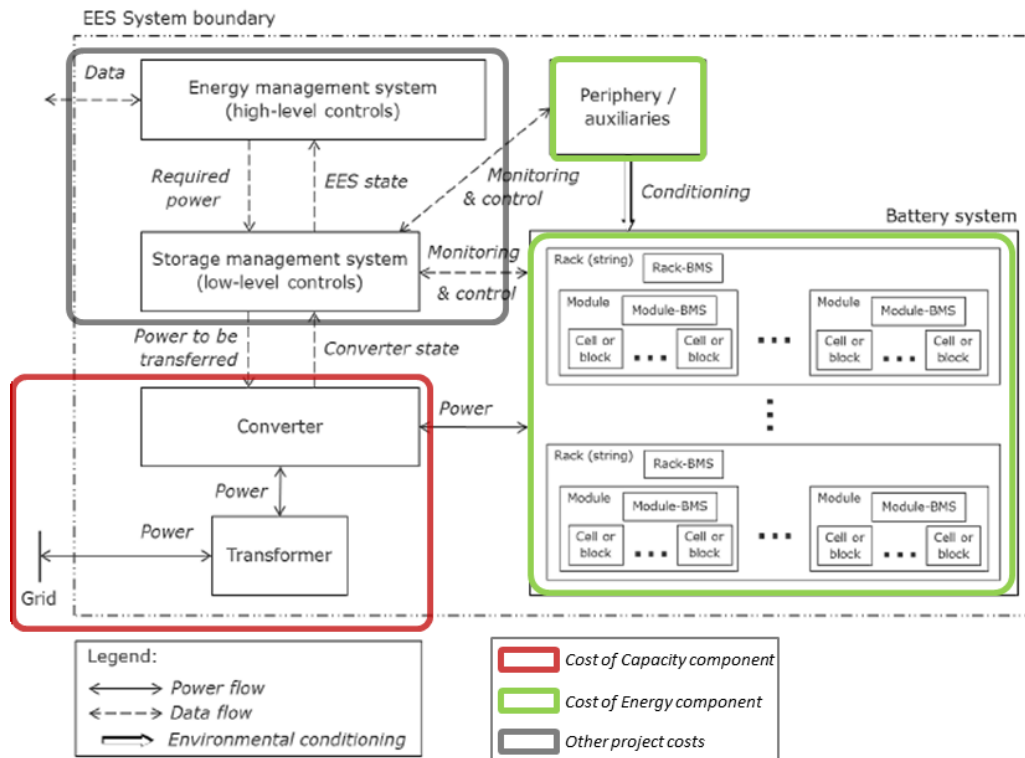 EES System boundary
Data
Energy management system
(high-level controls)
Periphery /
auxiliaries
Required
power
EES state
Monitoring
& control
Conditioning
Battery system
Storage management system
(low-level controls)
Monitoring
& control
Rack (string)
Rack-BMS
Module
Module-BMS
Cell or
block
Cell or
block
Module
Module-BMS
Cell or
block
Cell or
block
Power to be
transferred
Converter state
Converter
Power
Rack (string)
Rack-BMS
Module
Module-BMS
Cell or
block
Cell or
block
Module
Module-BMS
Cell or
block
Cell or
block
Power
Power
Transformer
Grid
Legend:
Power flow
Data flow
Environmental conditioning
Cost of Capacity component
Cost of Energy component
Other project costs